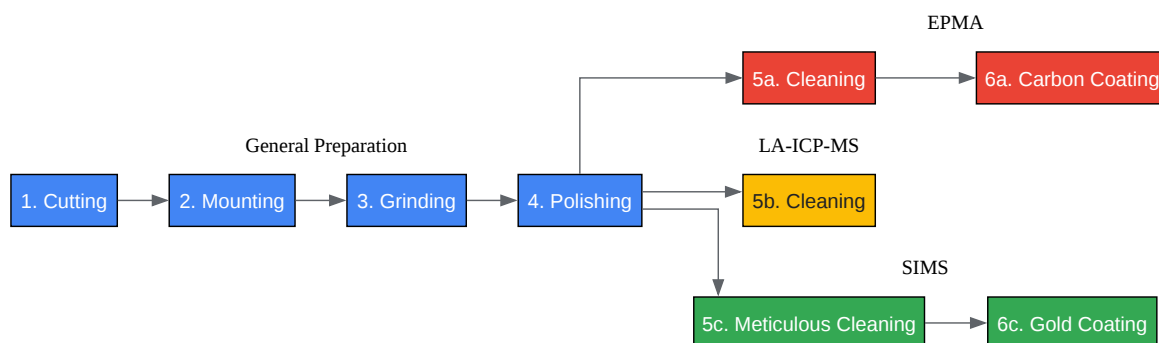 EPMA
5a. Cleaning
6a. Carbon Coating
General Preparation
LA-ICP-MS
1. Cutting
2. Mounting
3. Grinding
4. Polishing
5b. Cleaning
SIMS
5c. Meticulous Cleaning
6c. Gold Coating